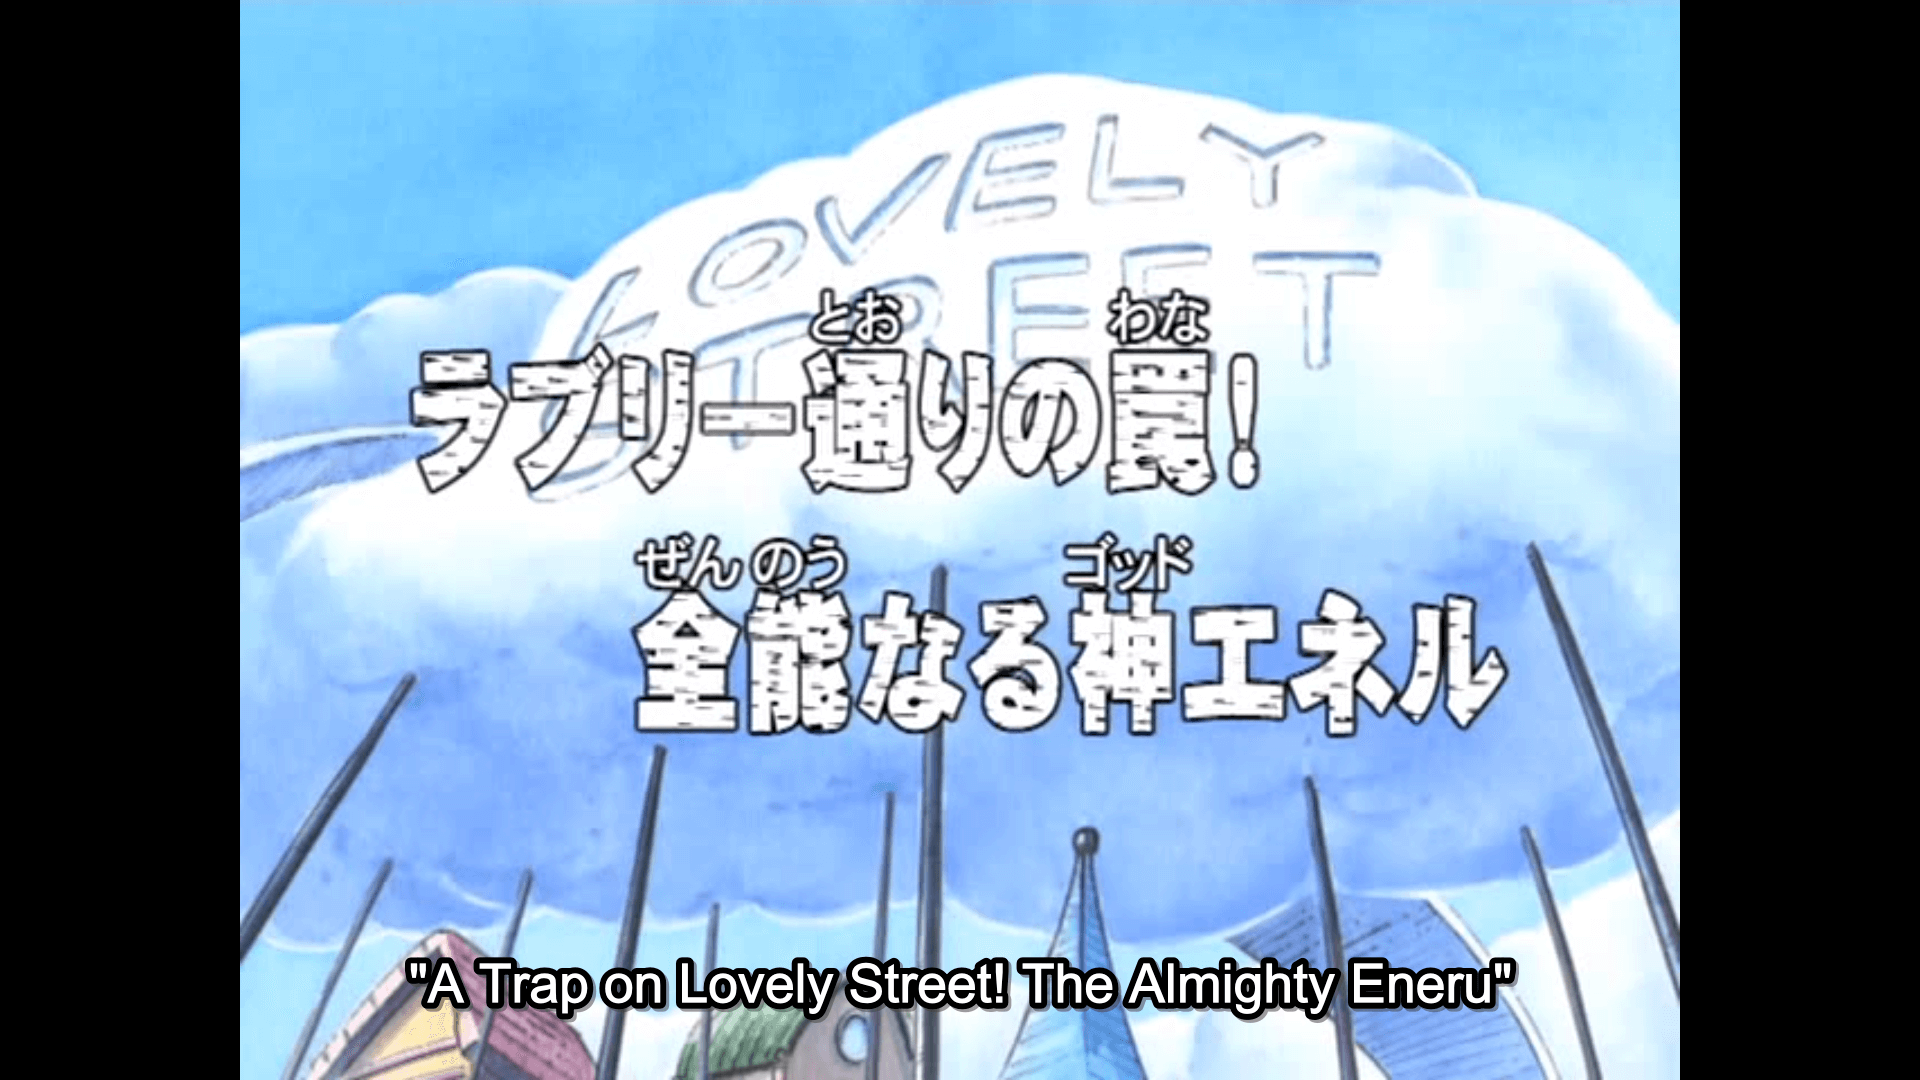 LOVELY
STREET
とお わな
ラブリー通りの罠!
ぜんのう ゴッド
全能なる神エネル
"A Trap on Lovely Street! The Almighty Eneru"